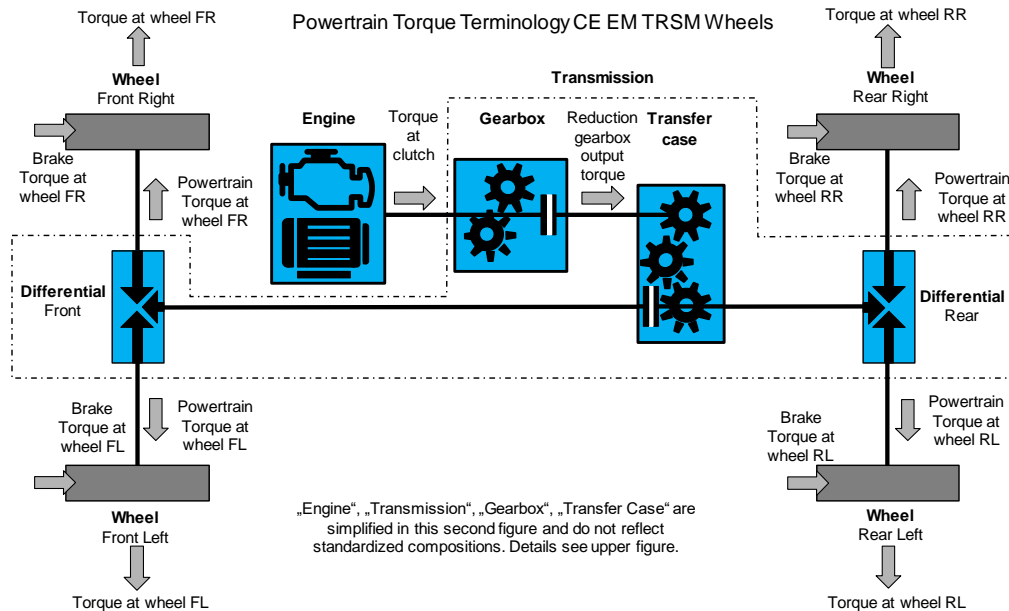 Powertrain Torque Terminology CE EM TRSM Wheels
Torque at wheel FR
Torque at wheel RR
Wheel
Front Right
Brake
Torque at
wheel FR
Powertrain
Torque at
wheel FR
Engine
Torque
at
clutch
Transmission
Gearbox
Reduction
gearbox
output
torque
Transfer
case
Wheel
Rear Right
Brake
Torque at
wheel RR
Powertrain
Torque at
wheel RR
Differential
Front
Differential
Rear
Brake
Torque at
wheel FL
Powertrain
Torque at
wheel FL
Wheel
Front Left
Torque at wheel FL
Brake
Torque at
wheel RL
Powertrain
Torque at
wheel RL
Wheel
Rear Left
Torque at wheel RL
„Engine“, „Transmission“, „Gearbox“, „Transfer Case“ are
simplified in this second figure and do not reflect
standardized compositions. Details see upper figure.